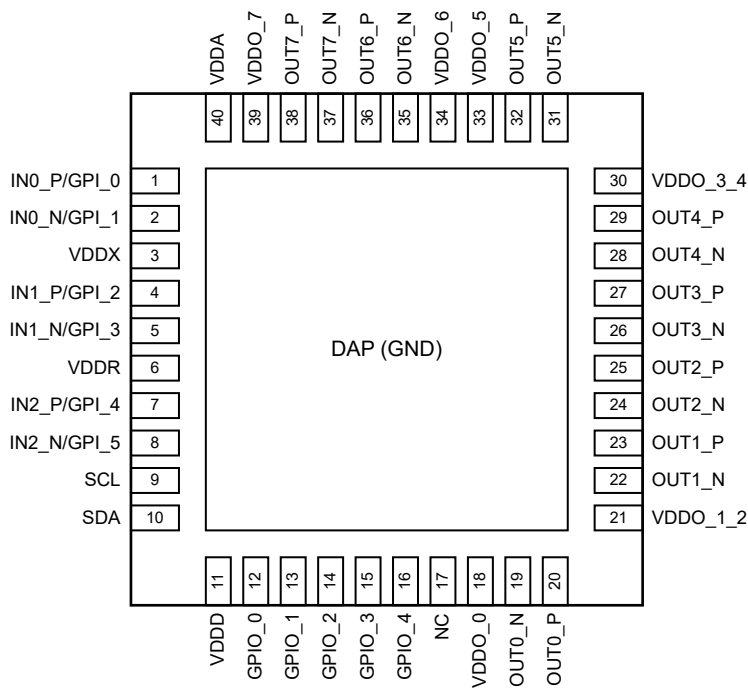 VDDA
VDDO_7
OUT7_P
OUT7_N
OUT6_P
OUT6_N
VDDO_6
VDDO_5
OUT5_P
OUT5_N
40
39
38
37
36
35
34
33
32
31
IN0_P/GPI_0 1
IN0_N/GPI_1 2
VDDX 3
IN1_P/GPI_2 4
IN1_N/GPI_3 5
VDDR 6
IN2_P/GPI_4 7
IN2_N/GPI_5 8
SCL 9
SDA 10
DAP (GND)
30 VDDO_3_4
29 OUT4_P
28 OUT4_N
27 OUT3_P
26 OUT3_N
25 OUT2_P
24 OUT2_N
23 OUT1_P
22 OUT1_N
21 VDDO_1_2
11
12
13
14
15
16
17
18
19
20
VDDD
GPIO_0
GPIO_1
GPIO_2
GPIO_3
GPIO_4
NC
VDDO_0
OUT0_N
OUT0_P